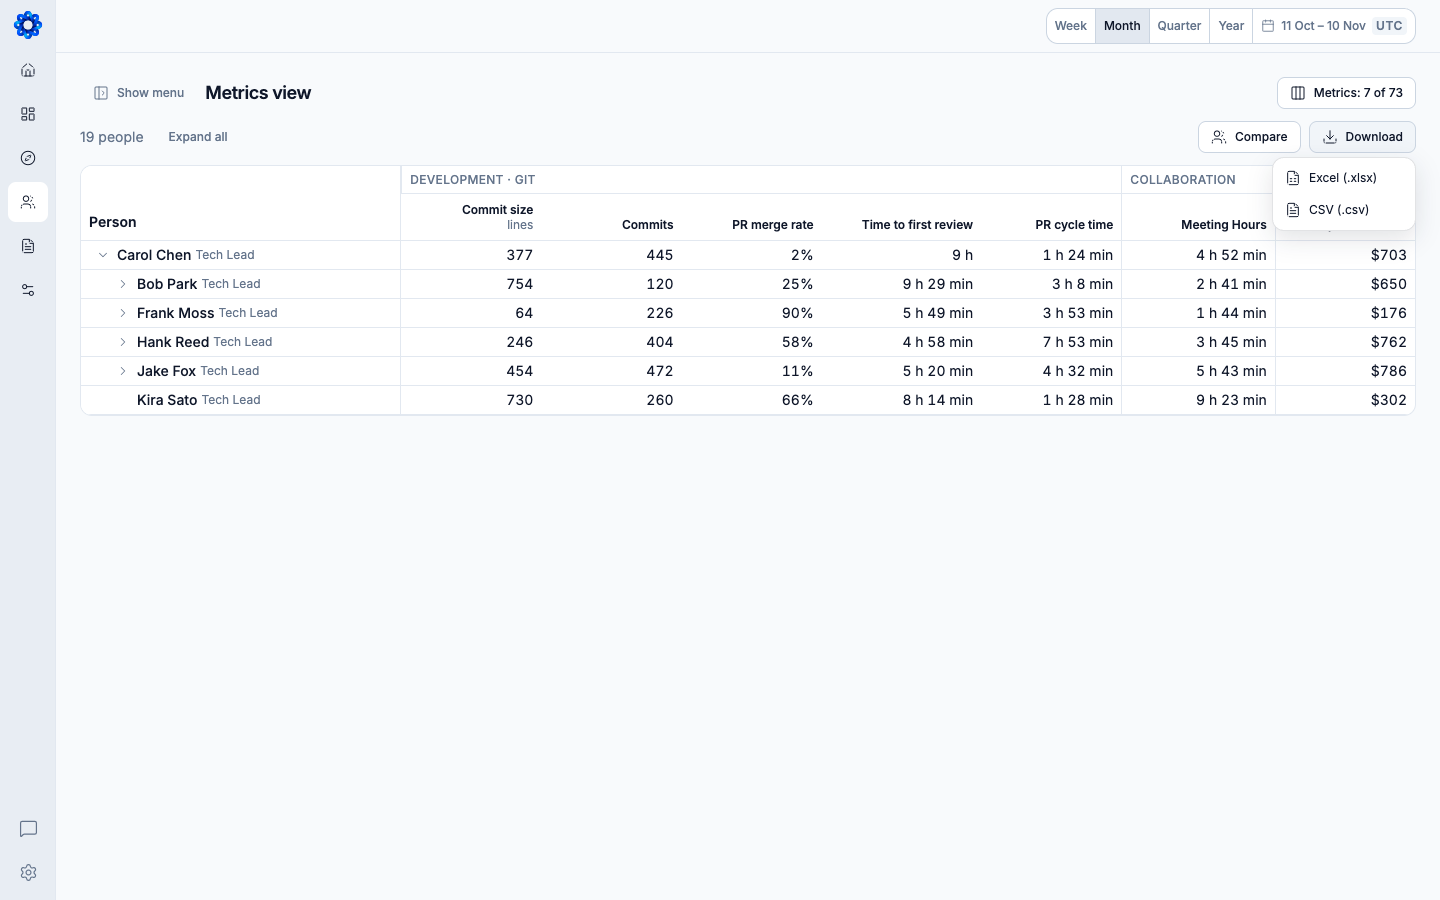 Week Month Quarter Year 11 Oct – 10 Nov UTC
Show menu Metrics view Metrics: 7 of 73
19 people Expand all Compare Download
Excel (.xlsx)
CSV (.csv)
DEVELOPMENT · GIT COLLABORATION
Person Commit size lines Commits PR merge rate Time to first review PR cycle time Meeting Hours
Carol Chen Tech Lead 377 445 2% 9 h 1 h 24 min 4 h 52 min $703
Bob Park Tech Lead 754 120 25% 9 h 29 min 3 h 8 min 2 h 41 min $650
Frank Moss Tech Lead 64 226 90% 5 h 49 min 3 h 53 min 1 h 44 min $176
Hank Reed Tech Lead 246 404 58% 4 h 58 min 7 h 53 min 3 h 45 min $762
Jake Fox Tech Lead 454 472 11% 5 h 20 min 4 h 32 min 5 h 43 min $786
Kira Sato Tech Lead 730 260 66% 8 h 14 min 1 h 28 min 9 h 23 min $302